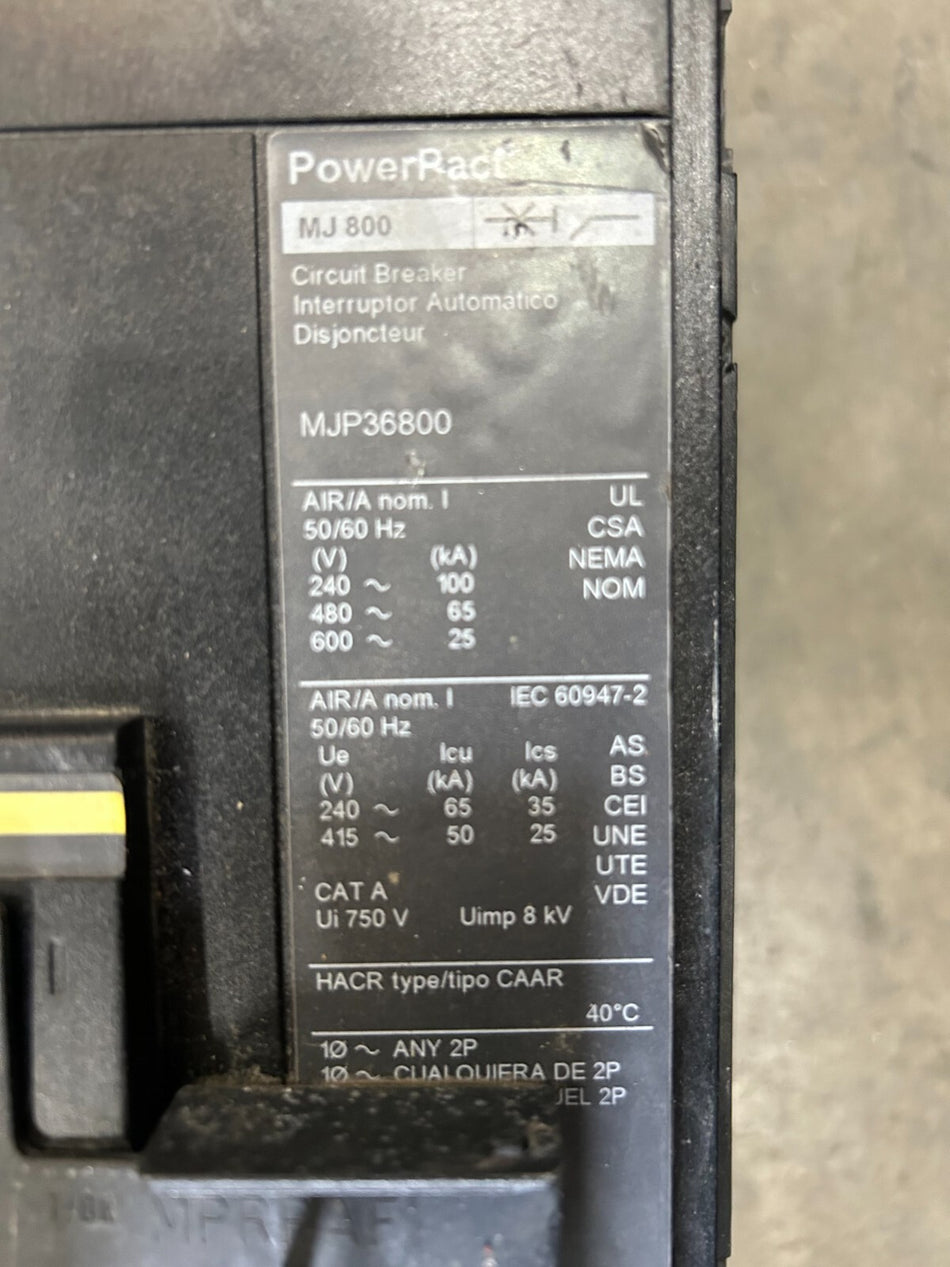 PowerPact
MJ 800
Circuit Breaker
Interruptor Automático
Disjoncteur
MJP36800
AIR/A nom. I UL
50/60 Hz CSA
(V) (kA) NEMA
240 ~ 100 NOM
480 ~ 65
600 ~ 25
AIR/A nom. I IEC 60947-2
50/60 Hz
Ue Icu Ics AS
(V) (kA) (kA) BS
240 ~ 65 35 CEI
415 ~ 50 25 UNE
UTE
CAT A VDE
Ui 750 V Uimp 8 kV
HACR type/tipo CAAR
40°C
1Ø ~ ANY 2P
1Ø ~ CUALQUIERA DE 2P
UEL 2P
I